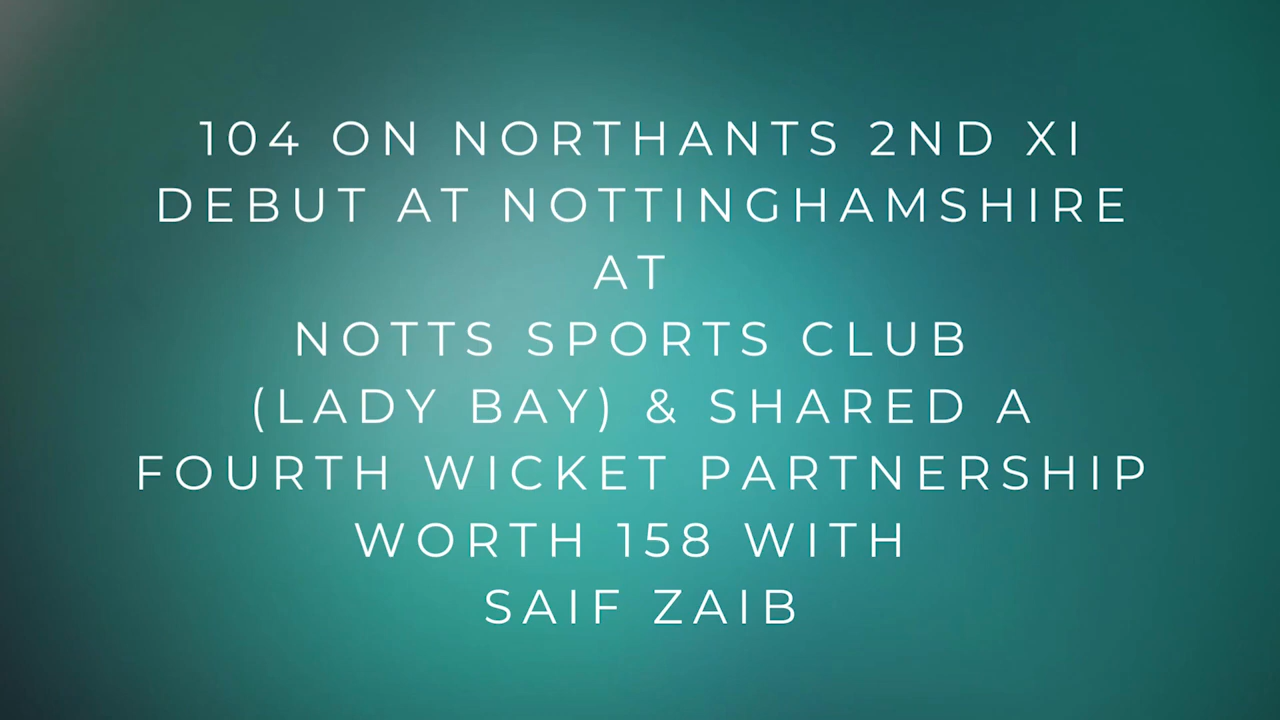 104 ON NORTHANTS 2ND XI
DEBUT AT NOTTINGHAMSHIRE
AT
NOTTS SPORTS CLUB
(LADY BAY) & SHARED A
FOURTH WICKET PARTNERSHIP
WORTH 158 WITH
SAIF ZAIB